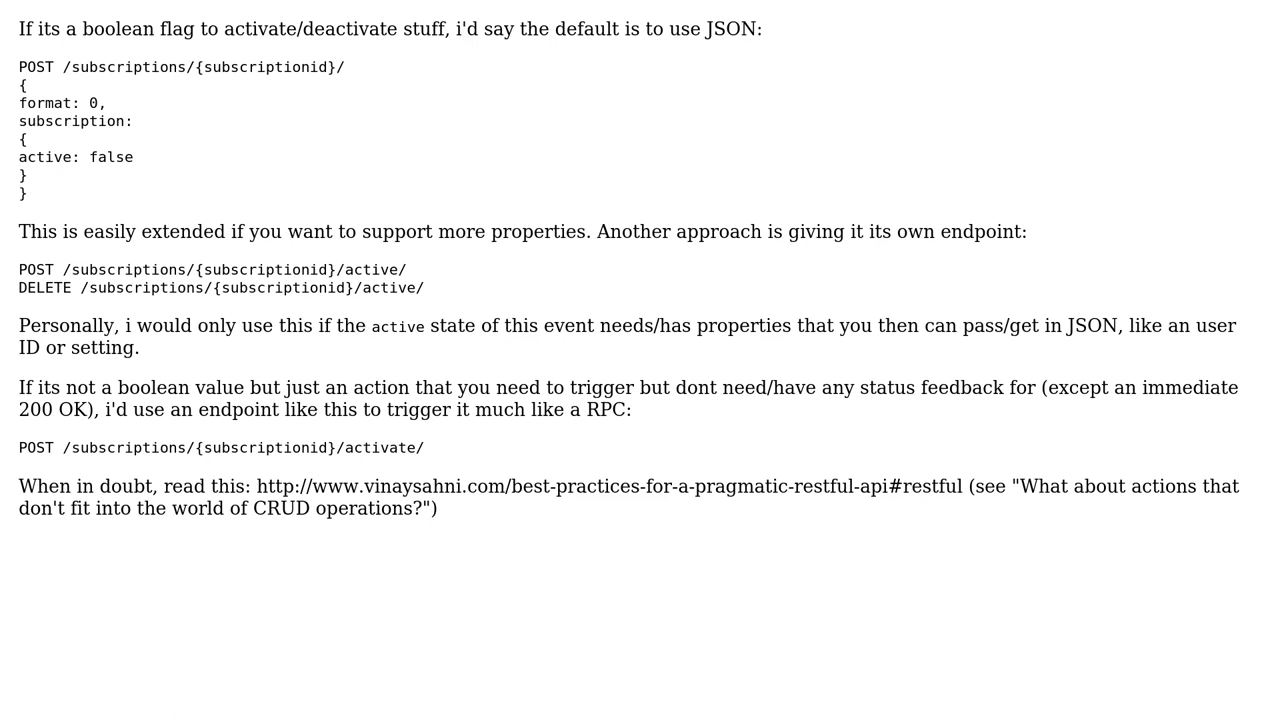 If its a boolean flag to activate/deactivate stuff, i'd say the default is to use JSON:
POST /subscriptions/{subscriptionid}/
{
format: 0,
subscription:
{
active: false
}
}
This is easily extended if you want to support more properties. Another approach is giving it its own endpoint:
POST /subscriptions/{subscriptionid}/active/
DELETE /subscriptions/{subscriptionid}/active/
Personally, i would only use this if the active state of this event needs/has properties that you then can pass/get in JSON, like an user
ID or setting.
If its not a boolean value but just an action that you need to trigger but dont need/have any status feedback for (except an immediate
200 OK), i'd use an endpoint like this to trigger it much like a RPC:
POST /subscriptions/{subscriptionid}/activate/
When in doubt, read this: http://www.vinaysahni.com/best-practices-for-a-pragmatic-restful-api#restful (see "What about actions that
don't fit into the world of CRUD operations?")